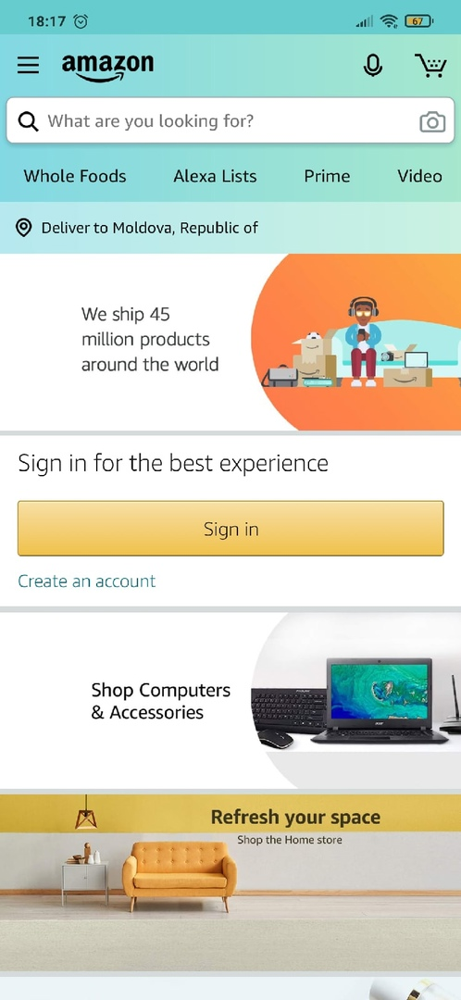 18:17
67
amazon
What are you looking for?
Whole Foods
Alexa Lists
Prime
Video
Deliver to Moldova, Republic of
We ship 45
million products
around the world
Sign in for the best experience
Sign in
Create an account
Shop Computers
& Accessories
acer
Refresh your space
Shop the Home store